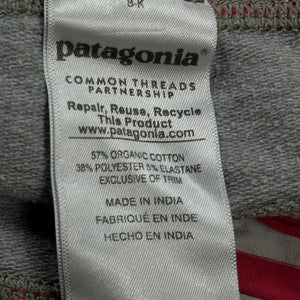 B-K
patagonia®
COMMON THREADS
PARTNERSHIP
Repair, Reuse, Recycle
This Product
www.patagonia.com
57% ORGANIC COTTON
38% POLYESTER 5% ELASTANE
EXCLUSIVE OF TRIM
MADE IN INDIA
FABRIQUÉ EN INDE
HECHO EN INDIA